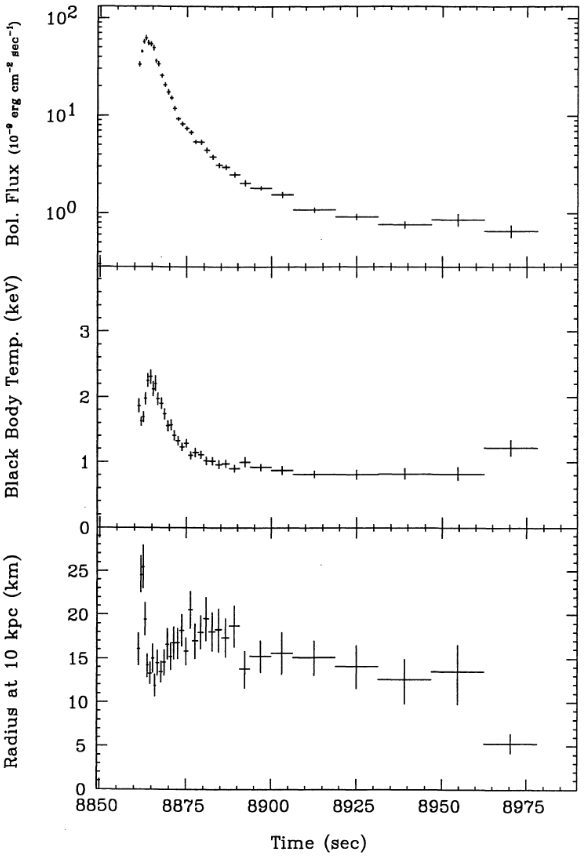 Bol. Flux (10⁻⁹ erg cm⁻² sec⁻¹)
10²
10¹
10⁰
Black Body Temp. (keV)
3
2
1
0
Radius at 10 kpc (km)
25
20
15
10
5
0
8850 8875 8900 8925 8950 8975
Time (sec)